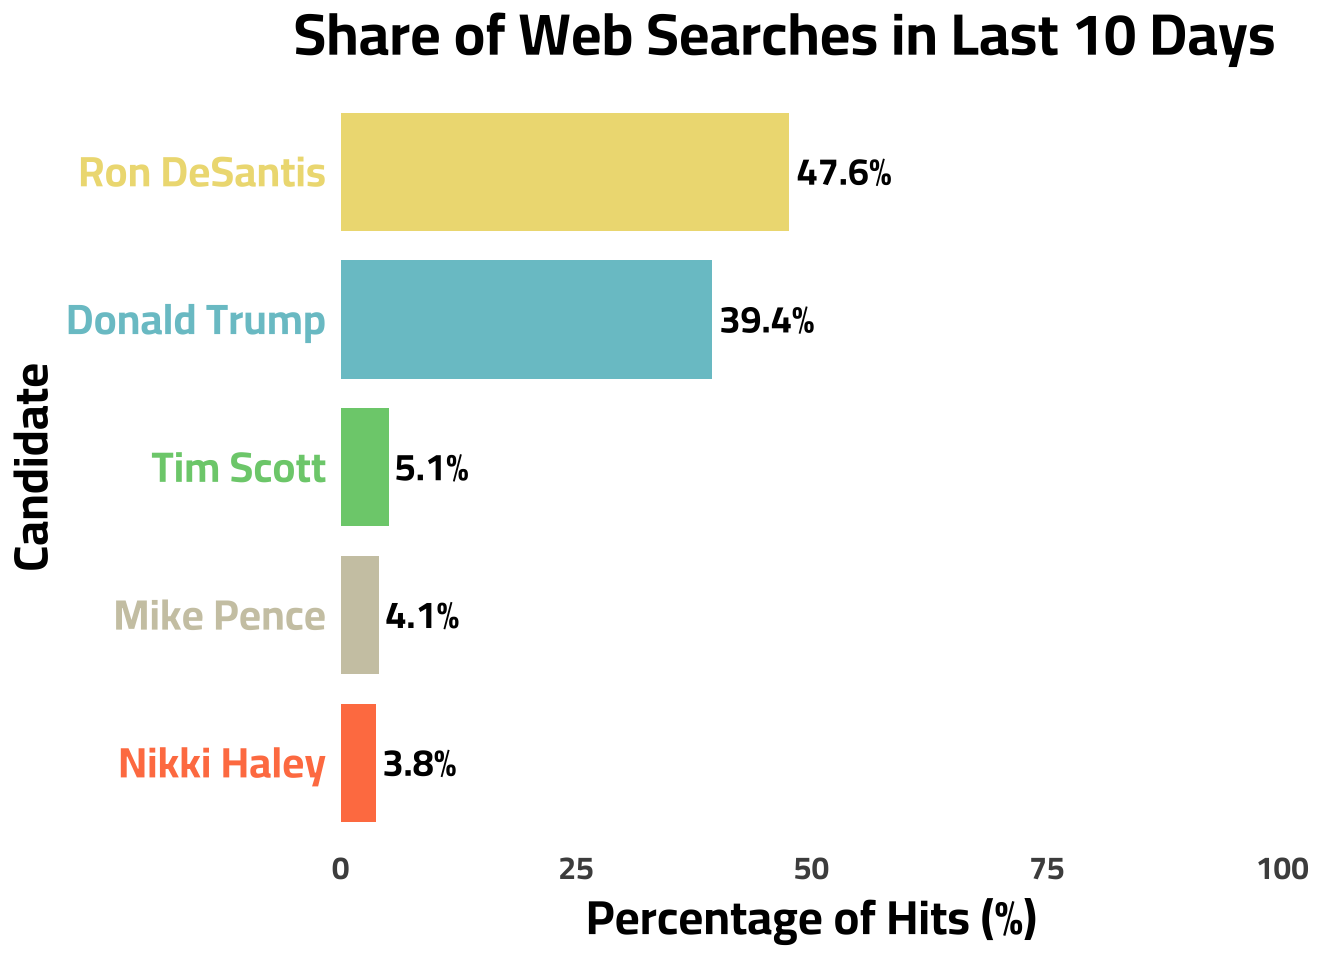 Share of Web Searches in Last 10 Days
Candidate
Ron DeSantis 47.6%
Donald Trump 39.4%
Tim Scott 5.1%
Mike Pence 4.1%
Nikki Haley 3.8%
0 25 50 75 100
Percentage of Hits (%)